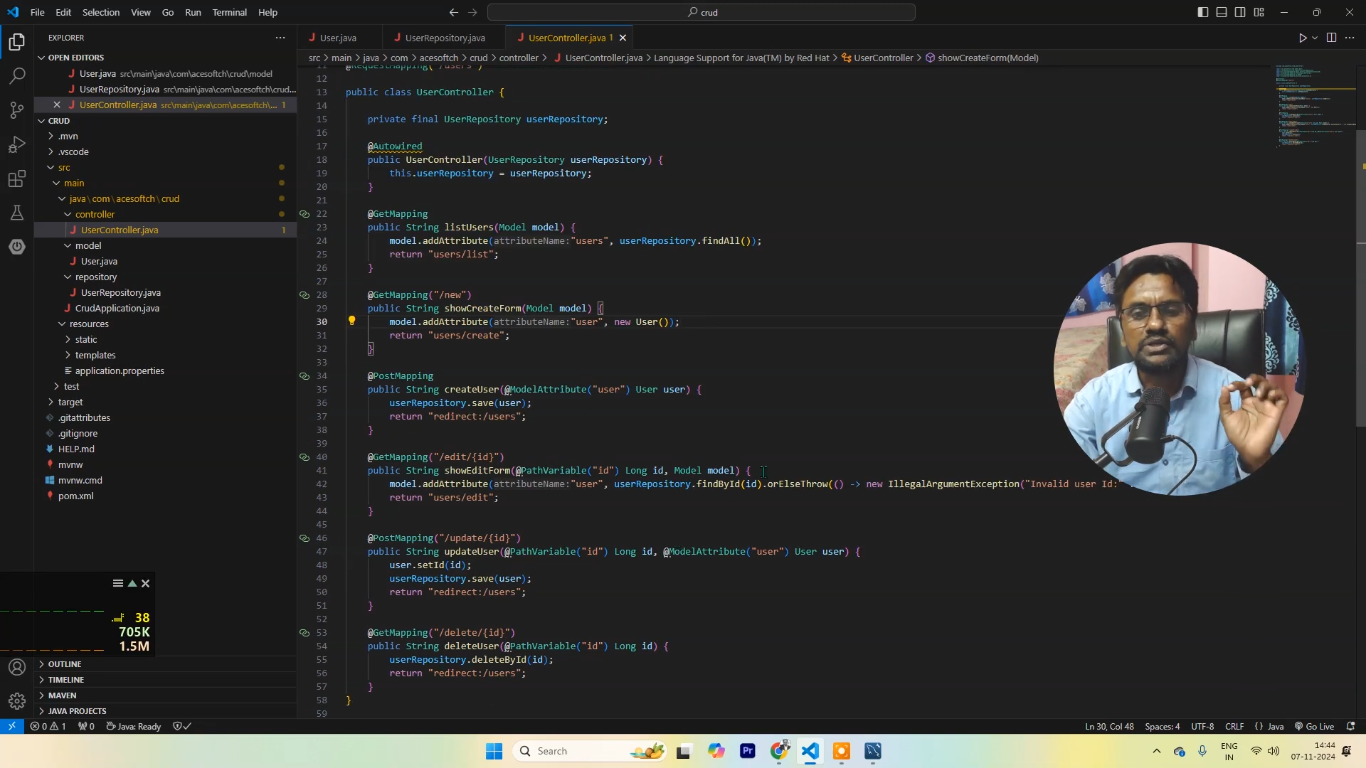 File Edit Selection View Go Run Terminal Help
crud
EXPLORER
User.java
UserRepository.java
UserController.java 1
OPEN EDITORS
User.java src\main\java\com\acesoftch\crud\model
UserRepository.java src\main\java\com\acesoftch\crud...
UserController.java src\main\java\com\acesoftch\c... 1
CRUD
.mvn
.vscode
src
main
java\com\acesoftch\crud
controller
UserController.java 1
model
User.java
repository
UserRepository.java
CrudApplication.java
resources
static
templates
application.properties
test
target
.gitattributes
.gitignore
HELP.md
mvnw
mvnw.cmd
pom.xml
38
705K
1.5M
OUTLINE
TIMELINE
MAVEN
JAVA PROJECTS
src > main > java > com > acesoftch > crud > controller > UserController.java > Language Support for Java(TM) by Red Hat > UserController > showCreateForm(Model)
11 @RequestMapping("/users")
12
13 public class UserController {
14
15 private final UserRepository userRepository;
16
17 @Autowired
18 public UserController(UserRepository userRepository) {
19 this.userRepository = userRepository;
20 }
21
22 @GetMapping
23 public String listUsers(Model model) {
24 model.addAttribute(attributeName:"users", userRepository.findAll());
25 return "users/list";
26 }
27
28 @GetMapping("/new")
29 public String showCreateForm(Model model) {
30 model.addAttribute(attributeName:"user", new User());
31 return "users/create";
32 }
33
34 @PostMapping
35 public String createUser(@ModelAttribute("user") User user) {
36 userRepository.save(user);
37 return "redirect:/users";
38 }
39
40 @GetMapping("/edit/{id}")
41 public String showEditForm(@PathVariable("id") Long id, Model model) {
42 model.addAttribute(attributeName:"user", userRepository.findById(id).orElseThrow(() -> new IllegalArgumentException("Invalid user Id:"
43 return "users/edit";
44 }
45
46 @PostMapping("/update/{id}")
47 public String updateUser(@PathVariable("id") Long id, @ModelAttribute("user") User user) {
48 user.setId(id);
49 userRepository.save(user);
50 return "redirect:/users";
51 }
52
53 @GetMapping("/delete/{id}")
54 public String deleteUser(@PathVariable("id") Long id) {
55 userRepository.deleteById(id);
56 return "redirect:/users";
57 }
58 }
59
0 1 0 Java: Ready
Ln 30, Col 48 Spaces: 4 UTF-8 CRLF {} Java Go Live
Search
Pr
ENG
IN
14:44
07-11-2024